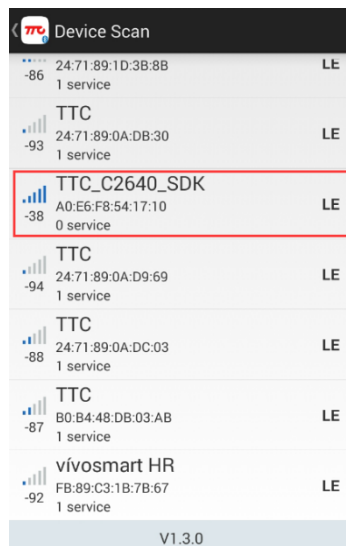 TTC Device Scan
-86 24:71:89:1D:3B:8B LE
1 service
TTC
-93 24:71:89:0A:DB:30 LE
1 service
TTC_C2640_SDK
-38 A0:E6:F8:54:17:10 LE
0 service
TTC
-94 24:71:89:0A:D9:69 LE
1 service
TTC
-88 24:71:89:0A:DC:03 LE
1 service
TTC
-87 B0:B4:48:DB:03:AB LE
1 service
vívosmart HR
-92 FB:89:C3:1B:7B:67 LE
1 service
V1.3.0